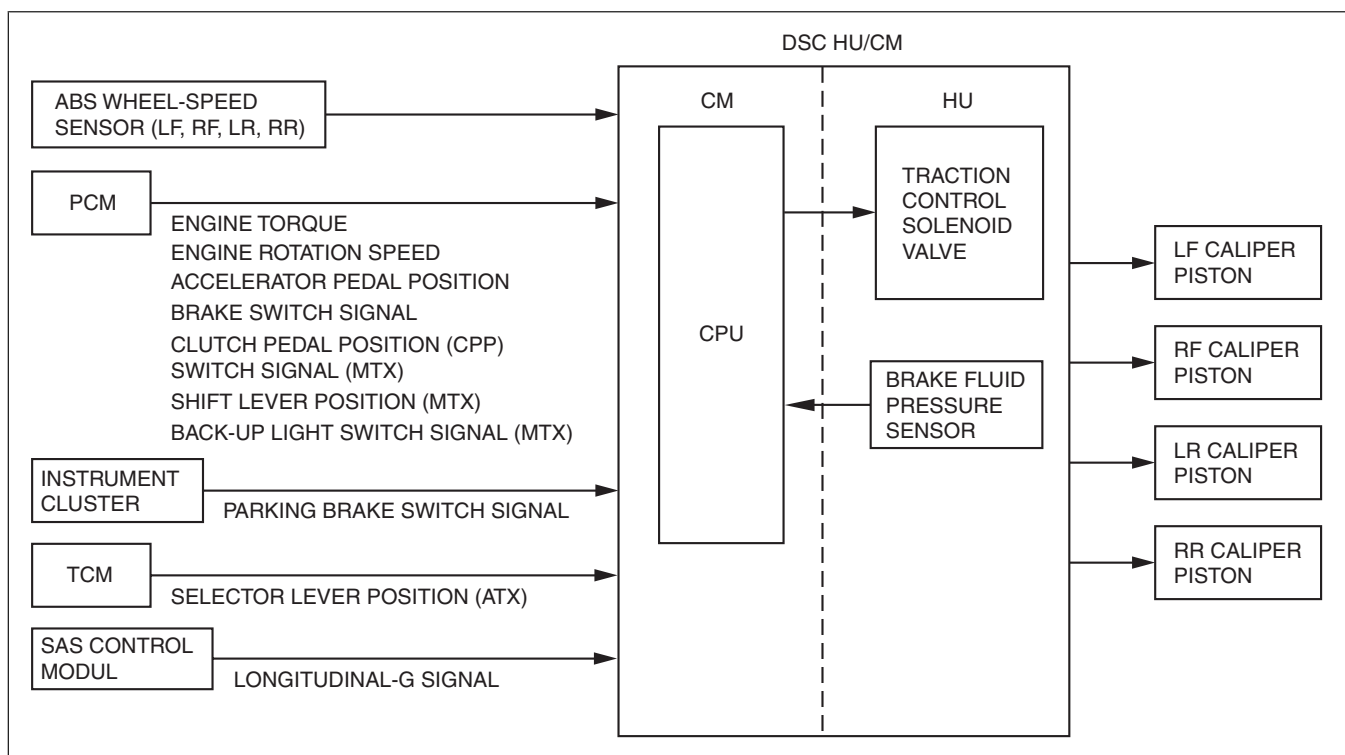 DSC HU/CM
ABS WHEEL-SPEED
SENSOR (LF, RF, LR, RR)
PCM
ENGINE TORQUE
ENGINE ROTATION SPEED
ACCELERATOR PEDAL POSITION
BRAKE SWITCH SIGNAL
CLUTCH PEDAL POSITION (CPP)
SWITCH SIGNAL (MTX)
SHIFT LEVER POSITION (MTX)
BACK-UP LIGHT SWITCH SIGNAL (MTX)
INSTRUMENT
CLUSTER
PARKING BRAKE SWITCH SIGNAL
TCM
SELECTOR LEVER POSITION (ATX)
SAS CONTROL
MODUL
LONGITUDINAL-G SIGNAL
CM
CPU
HU
TRACTION
CONTROL
SOLENOID
VALVE
BRAKE FLUID
PRESSURE
SENSOR
LF CALIPER
PISTON
RF CALIPER
PISTON
LR CALIPER
PISTON
RR CALIPER
PISTON